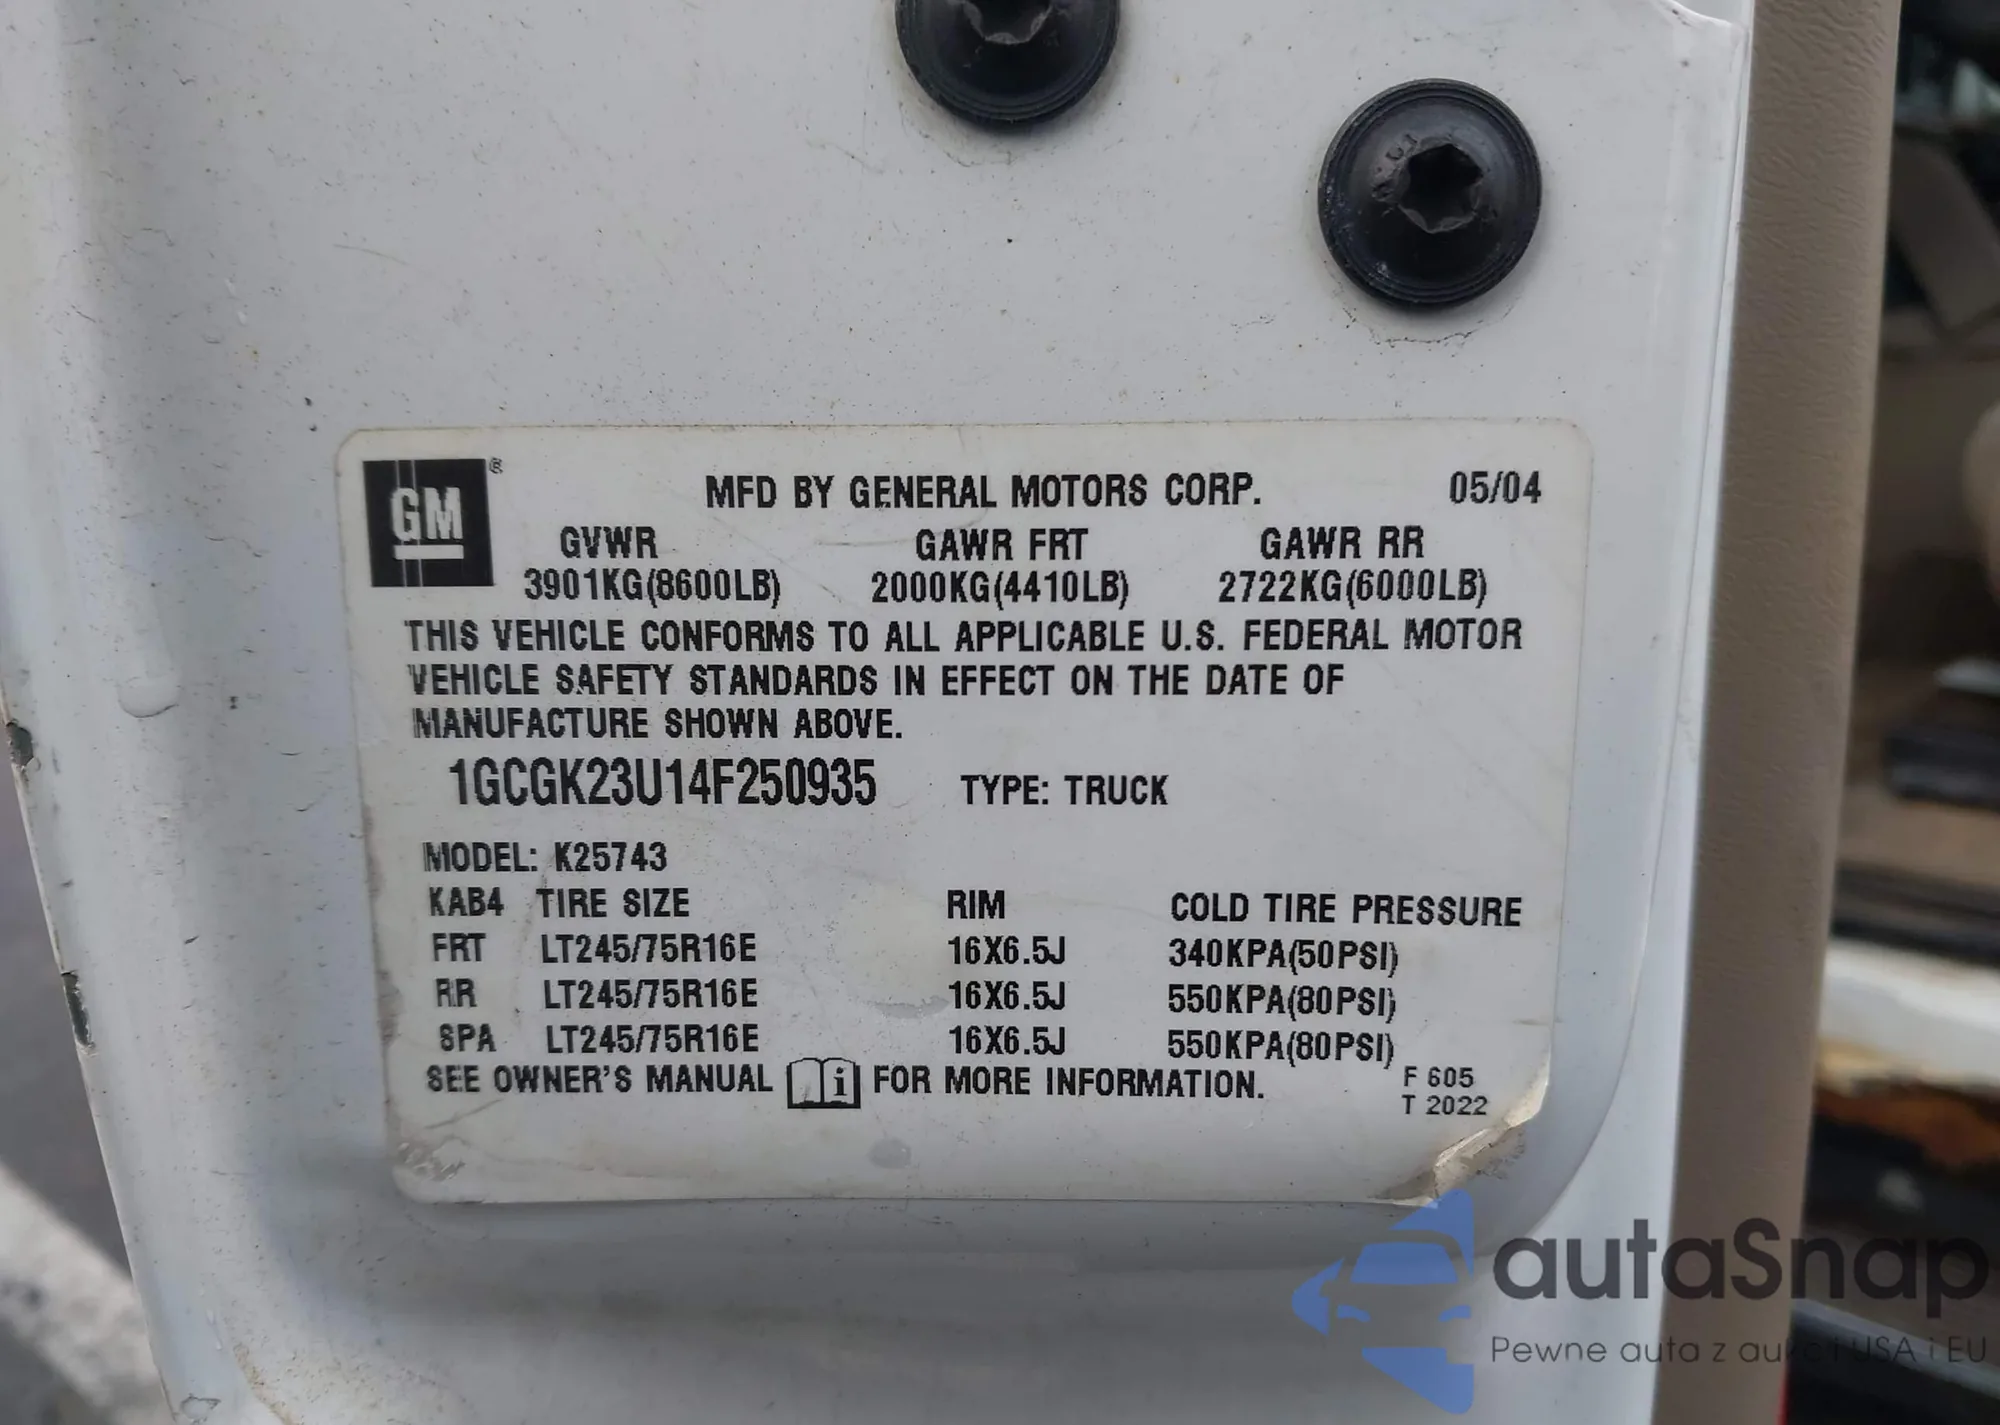 GM ®
MFD BY GENERAL MOTORS CORP. 05/04
GVWR GAWR FRT GAWR RR
3901KG(8600LB) 2000KG(4410LB) 2722KG(6000LB)
THIS VEHICLE CONFORMS TO ALL APPLICABLE U.S. FEDERAL MOTOR
VEHICLE SAFETY STANDARDS IN EFFECT ON THE DATE OF
MANUFACTURE SHOWN ABOVE.
1GCGK23U14F250935 TYPE: TRUCK
MODEL: K25743
KAB4 TIRE SIZE RIM COLD TIRE PRESSURE
FRT LT245/75R16E 16X6.5J 340KPA(50PSI)
RR LT245/75R16E 16X6.5J 550KPA(80PSI)
SPA LT245/75R16E 16X6.5J 550KPA(80PSI)
SEE OWNER'S MANUAL i FOR MORE INFORMATION.
F 605
T 2022
autaSnap
Pewne auta z aukcji USA i EU